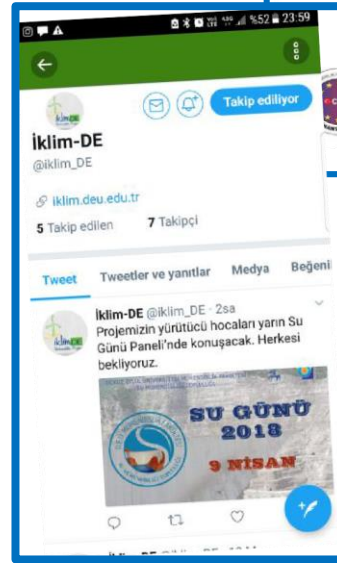 %52 23:59
Takip ediliyor
İklim-DE
@iklim_DE
iklim.deu.edu.tr
5 Takip edilen 7 Takipçi
Tweet Tweetler ve yanıtlar Medya Beğeni
İklim-DE @iklim_DE · 2sa
Projemizin yürütücü hocaları yarın Su
Günü Paneli'nde konuşacak. Herkesi
bekliyoruz.
SU GÜNÜ
2018
9 NİSAN